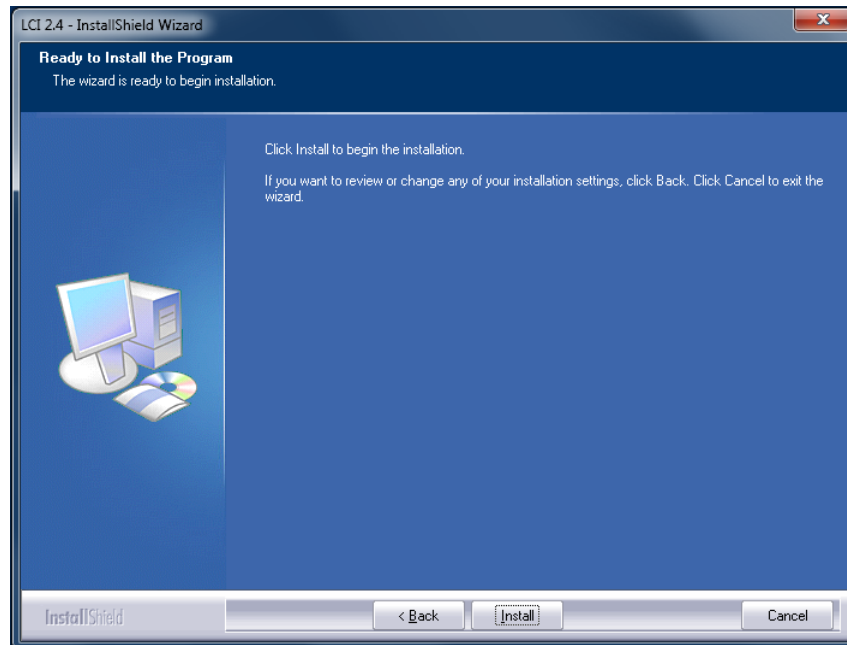 LCI 2.4 - InstallShield Wizard
Ready to Install the Program
The wizard is ready to begin installation.
Click Install to begin the installation.
If you want to review or change any of your installation settings, click Back. Click Cancel to exit the
wizard.
InstallShield
< Back
Install
Cancel